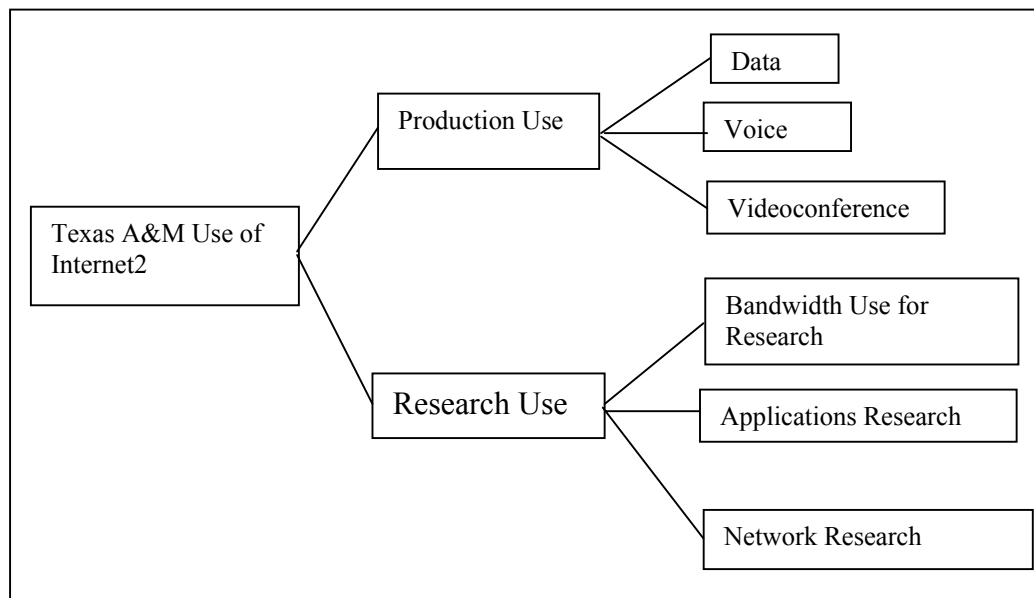 Texas A&M Use of
Internet2
Production Use
Data
Voice
Videoconference
Research Use
Bandwidth Use for
Research
Applications Research
Network Research